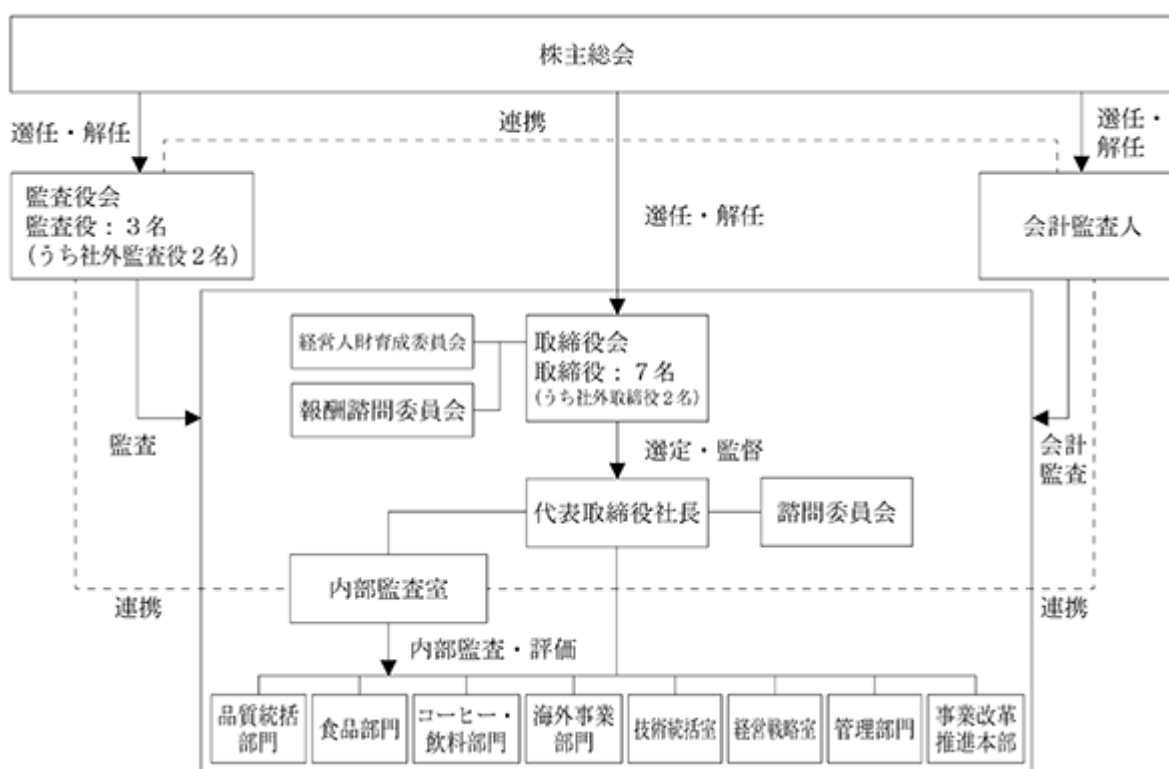 株主総会
選任・解任
連携
選任・
解任
監査役会
監査役：３名
(うち社外監査役２名)
選任・解任
会計監査人
経営人財育成委員会
取締役会
取締役：７名
(うち社外取締役２名)
報酬諮問委員会
監査
選定・監督
会計
監査
代表取締役社長
諮問委員会
内部監査室
連携
連携
内部監査・評価
品質統括
部門
食品部門
コーヒー・
飲料部門
海外事業
部門
技術統括室
経営戦略室
管理部門
事業改革
推進本部